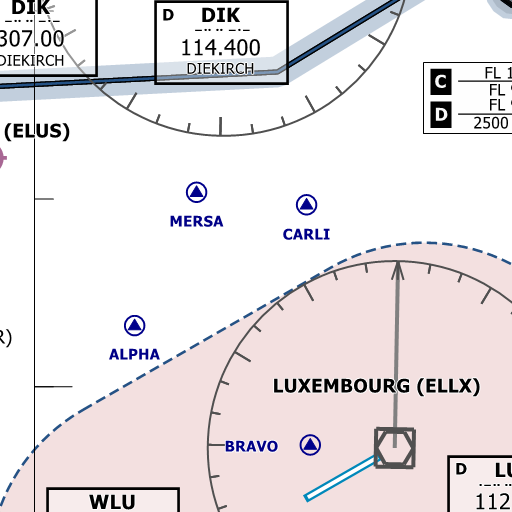 DIK
307.00
DIEKIRCH
D DIK
114.400
DIEKIRCH
C FL 1
FL
D FL
2500
(ELUS)
MERSA
CARLI
ALPHA
R)
LUXEMBOURG (ELLX)
BRAVO
WLU
D LU
112